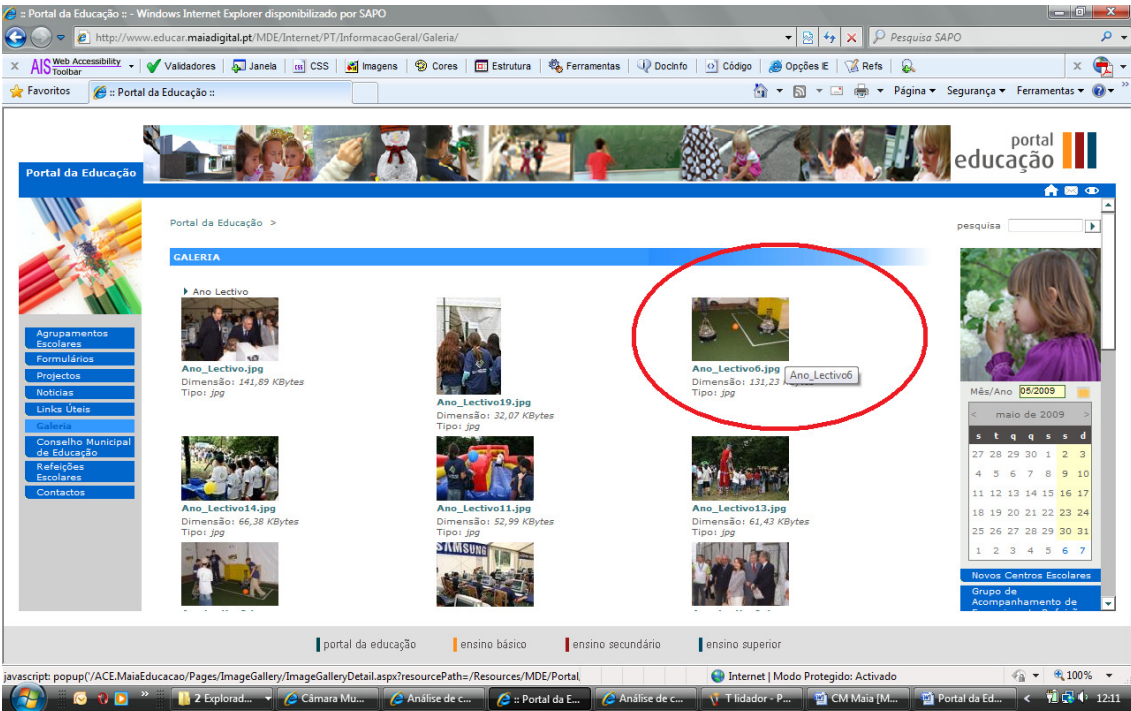 :: Portal da Educação :: - Windows Internet Explorer disponibilizado por SAPO
http://www.educar.maiadigital.pt/MDE/Internet/PT/InformacaoGeral/Galeria/
Pesquisa SAPO
x AIS Web Accessibility Toolbar Validadores Janela CSS Imagens Cores Estrutura Ferramentas DocInfo Código Opções IE Refs x
Favoritos :: Portal da Educação :: Página Segurança Ferramentas
portal
educação
Portal da Educação
Portal da Educação >
pesquisa
GALERIA
Ano Lectivo
Ano_Lectivo.jpg
Dimensão: 141,89 KBytes
Tipo: jpg
Ano_Lectivo19.jpg
Dimensão: 32,07 KBytes
Tipo: jpg
Ano_Lectivo6.jpg
Dimensão: 131,23 KBytes
Tipo: jpg
Ano_Lectivo6
Ano_Lectivo14.jpg
Dimensão: 66,38 KBytes
Tipo: jpg
Ano_Lectivo11.jpg
Dimensão: 52,99 KBytes
Tipo: jpg
Ano_Lectivo13.jpg
Dimensão: 61,43 KBytes
Tipo: jpg
SAMSUNG
Agrupamentos
Escolares
Formulários
Projectos
Noticias
Links Úteis
Galeria
Conselho Municipal
de Educação
Refeições
Escolares
Contactos
Mês/Ano 05/2009
< maio de 2009 >
s t q q s s d
27 28 29 30 1 2 3
4 5 6 7 8 9 10
11 12 13 14 15 16 17
18 19 20 21 22 23 24
25 26 27 28 29 30 31
1 2 3 4 5 6 7
Novos Centros Escolares
Grupo de
Acompanhamento de
portal da educação ensino básico ensino secundário ensino superior
javascript: popup('/ACE.MaiaEducacao/Pages/ImageGallery/ImageGalleryDetail.aspx?resourcePath=/Resources/MDE/Portal
Internet | Modo Protegido: Activado
100%
2 Explorad... Câmara Mu... Análise de c... :: Portal da E... Análise de c... T lidador - P... CM Maia [M... Portal da Ed... 12:11